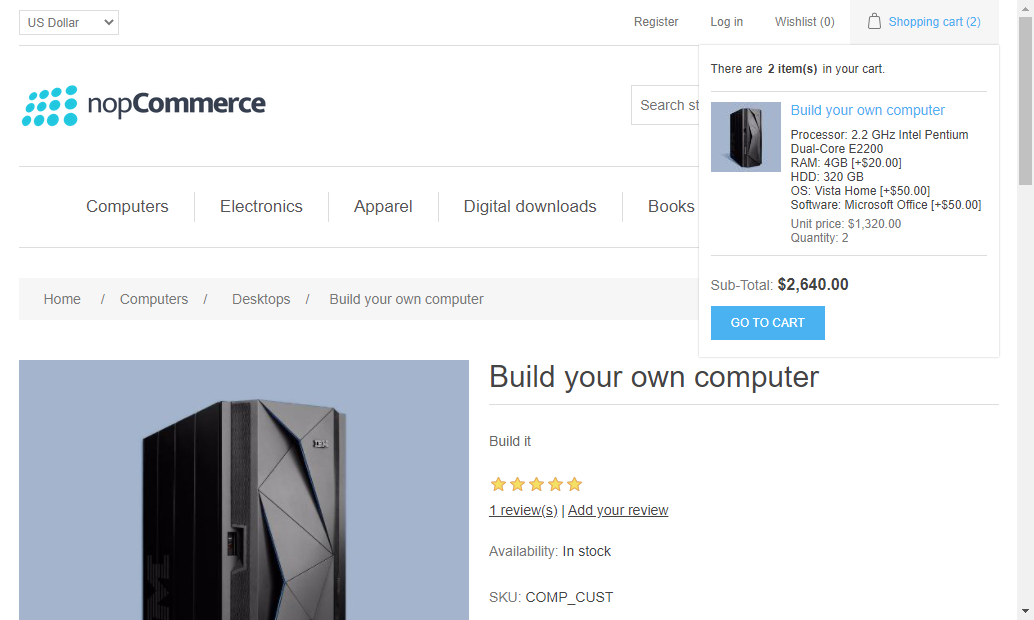 US Dollar
Register
Log in
Wishlist (0)
Shopping cart (2)
There are 2 item(s) in your cart.
nopCommerce
Search st
Build your own computer
Processor: 2.2 GHz Intel Pentium
Dual-Core E2200
RAM: 4GB [+$20.00]
HDD: 320 GB
OS: Vista Home [+$50.00]
Software: Microsoft Office [+$50.00]
Unit price: $1,320.00
Quantity: 2
Sub-Total: $2,640.00
GO TO CART
Computers
Electronics
Apparel
Digital downloads
Books
Home / Computers / Desktops / Build your own computer
Build your own computer
Build it
1 review(s) | Add your review
Availability: In stock
SKU: COMP_CUST
IBM